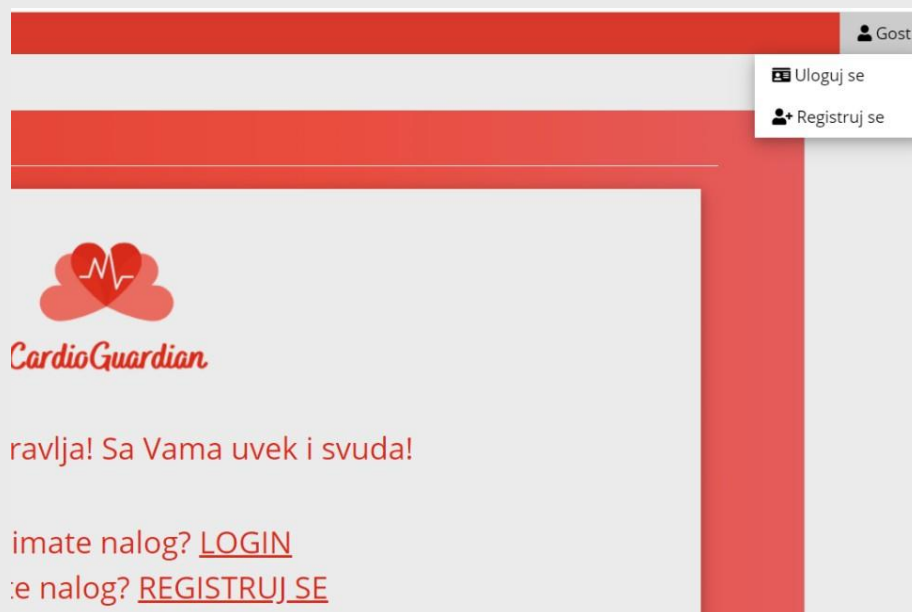 Gost
Uloguj se
Registruj se
CardioGuardian
ravlja! Sa Vama uvek i svuda!
imate nalog? LOGIN
e nalog? REGISTRUJ SE